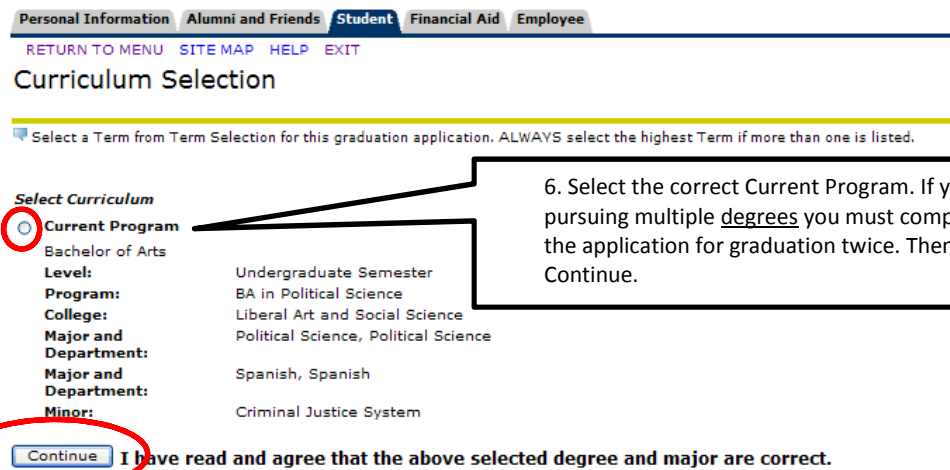 Personal Information Alumni and Friends Student Financial Aid Employee
RETURN TO MENU SITE MAP HELP EXIT
Curriculum Selection
Select a Term from Term Selection for this graduation application. ALWAYS select the highest Term if more than one is listed.
6. Select the correct Current Program. If
pursuing multiple degrees you must
the application for graduation twice.
Continue.
Select Curriculum
Current Program
Bachelor of Arts
Level: Undergraduate Semester
Program: BA in Political Science
College: Liberal Art and Social Science
Major and Department: Political Science, Political Science
Major and Department: Spanish, Spanish
Minor: Criminal Justice System
Continue I have read and agree that the above selected degree and major are correct.